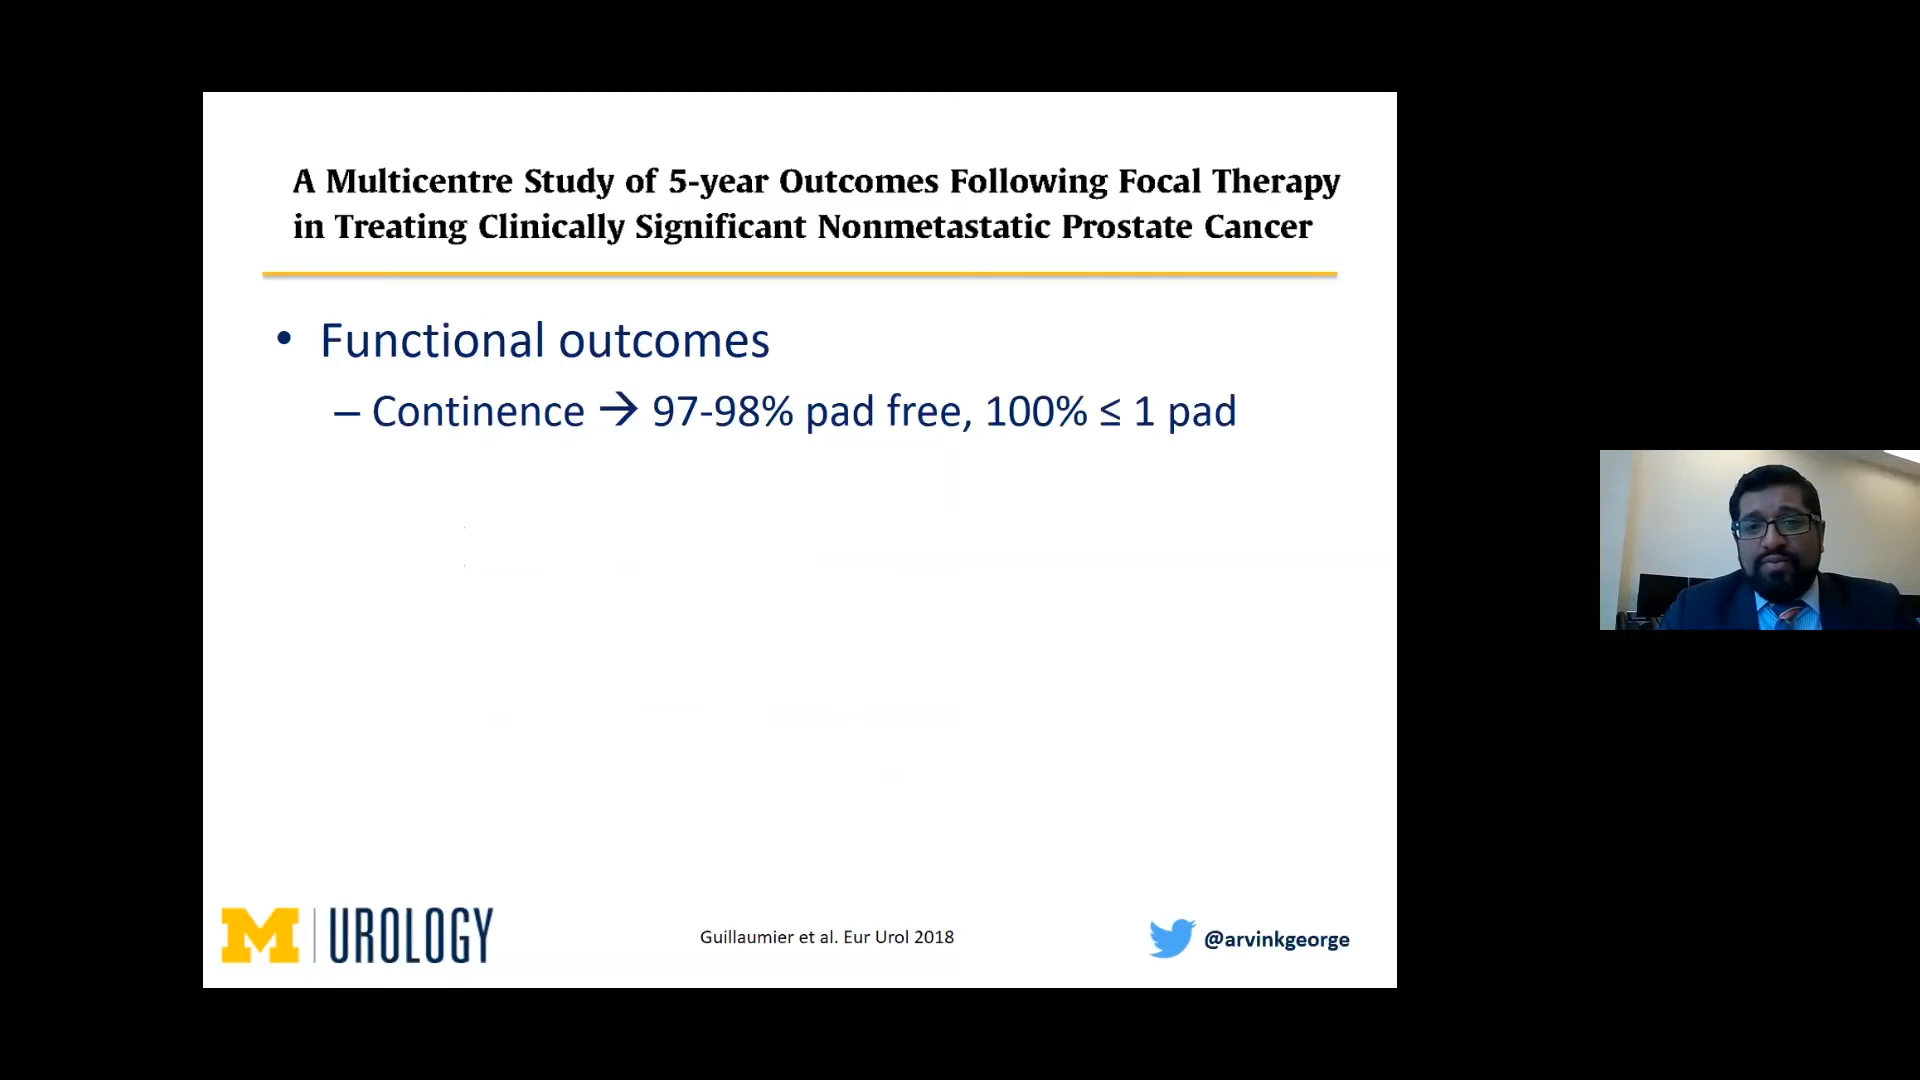 A Multicentre Study of 5-year Outcomes Following Focal Therapy
in Treating Clinically Significant Nonmetastatic Prostate Cancer
• Functional outcomes
– Continence → 97-98% pad free, 100% ≤ 1 pad
M UROLOGY
Guillaumier et al. Eur Urol 2018
@arvinkgeorge